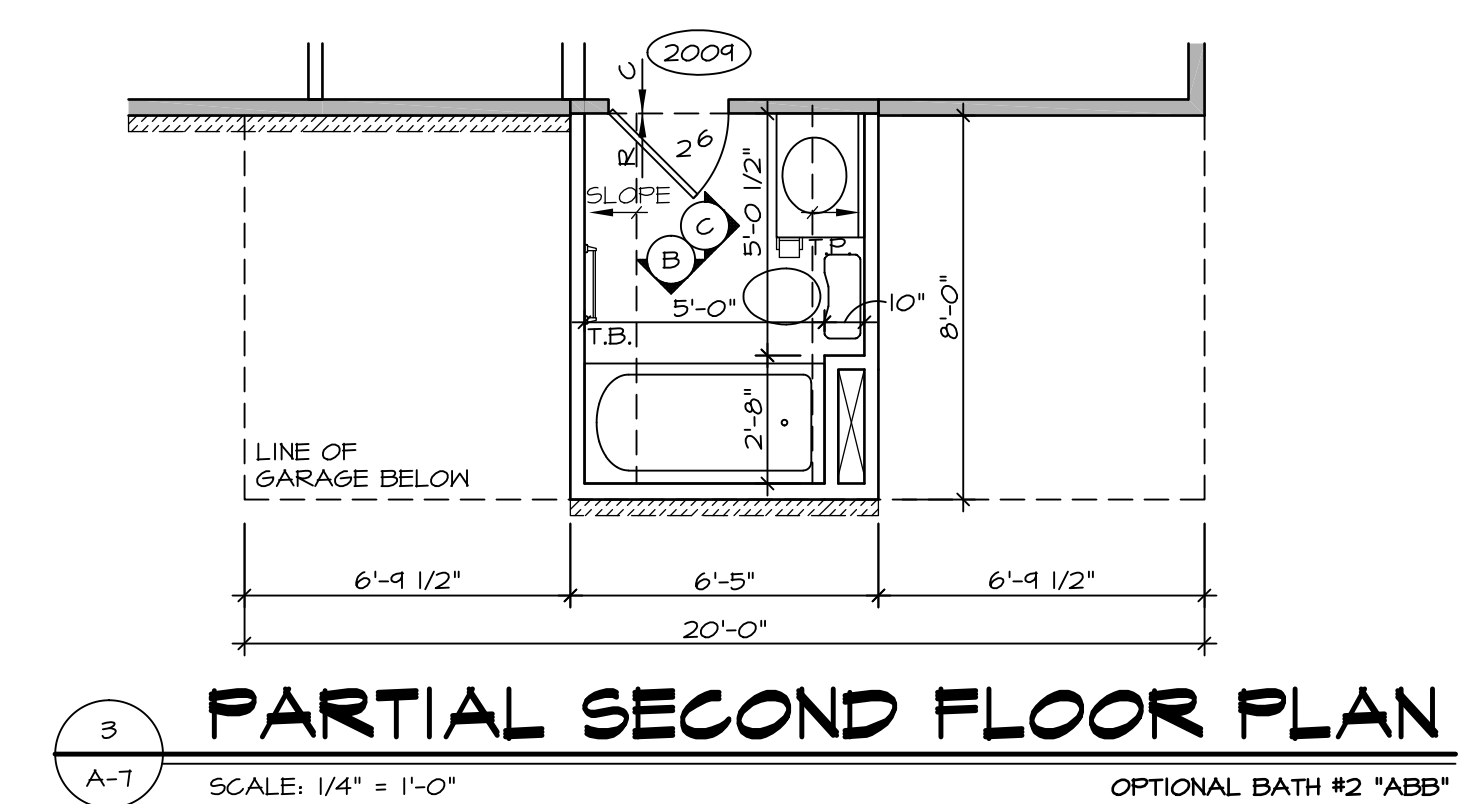 2009
C
R
2 6
SLOPE
C
B
5'-0 1/2"
T.P.
5'-0"
10"
8'-0"
T.B.
2'-8"
LINE OF
GARAGE BELOW
6'-9 1/2"
6'-5"
6'-9 1/2"
20'-0"
3
A-7
PARTIAL SECOND FLOOR PLAN
SCALE: 1/4" = 1'-0"
OPTIONAL BATH #2 "ABB"